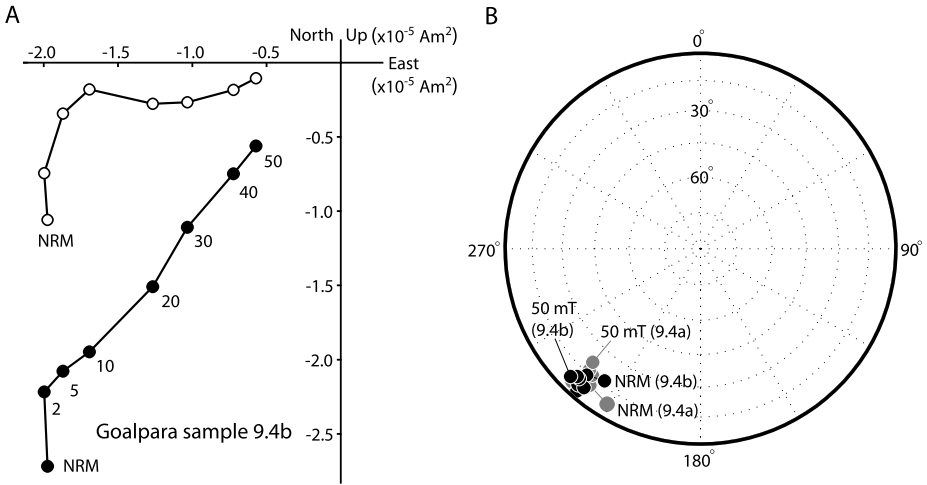 A
North Up (x10⁻⁵ Am²)
-2.0 -1.5 -1.0 -0.5
East
(x10⁻⁵ Am²)
-0.5
50
40
-1.0
NRM
30
-1.5
20
10
-2.0
5
2
Goalpara sample 9.4b
-2.5
NRM
B
0°
30°
60°
270°
90°
50 mT
(9.4b)
50 mT (9.4a)
NRM (9.4b)
NRM (9.4a)
180°